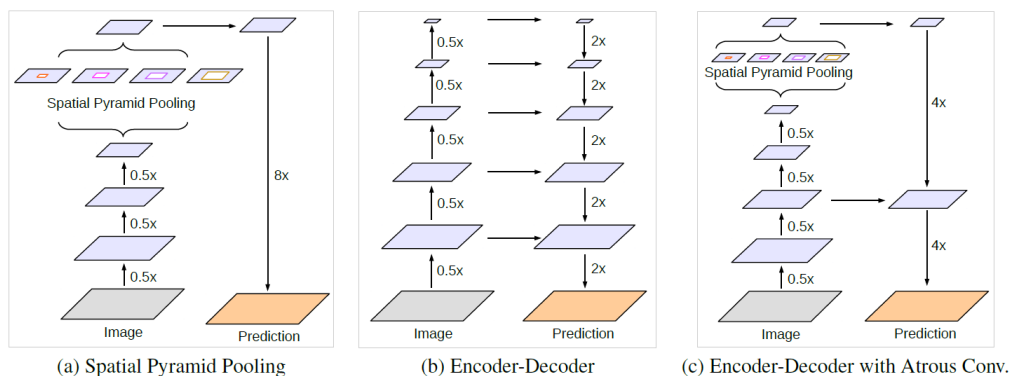 Spatial Pyramid Pooling
0.5x
0.5x
0.5x
8x
Image
Prediction
(a) Spatial Pyramid Pooling
0.5x
2x
0.5x
2x
0.5x
2x
0.5x
2x
0.5x
2x
Image
Prediction
(b) Encoder-Decoder
Spatial Pyramid Pooling
4x
0.5x
0.5x
0.5x
4x
0.5x
Image
Prediction
(c) Encoder-Decoder with Atrous Conv.